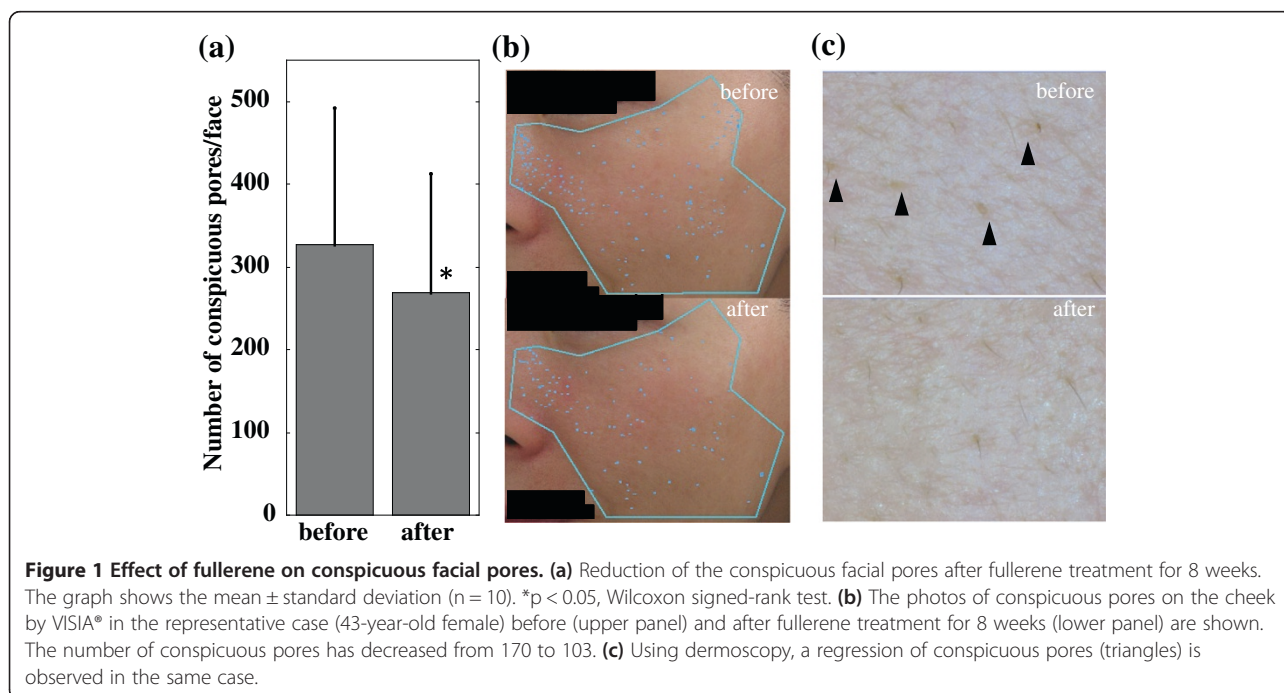 (a)
(b)
(c)
Number of conspicuous pores/face
500
400
300
200
100
0
*
before
after
before
after
before
after
Figure 1 Effect of fullerene on conspicuous facial pores. (a) Reduction of the conspicuous facial pores after fullerene treatment for 8 weeks.
The graph shows the mean ± standard deviation (n = 10). *p < 0.05, Wilcoxon signed-rank test. (b) The photos of conspicuous pores on the cheek
by VISIA® in the representative case (43-year-old female) before (upper panel) and after fullerene treatment for 8 weeks (lower panel) are shown.
The number of conspicuous pores has decreased from 170 to 103. (c) Using dermoscopy, a regression of conspicuous pores (triangles) is
observed in the same case.